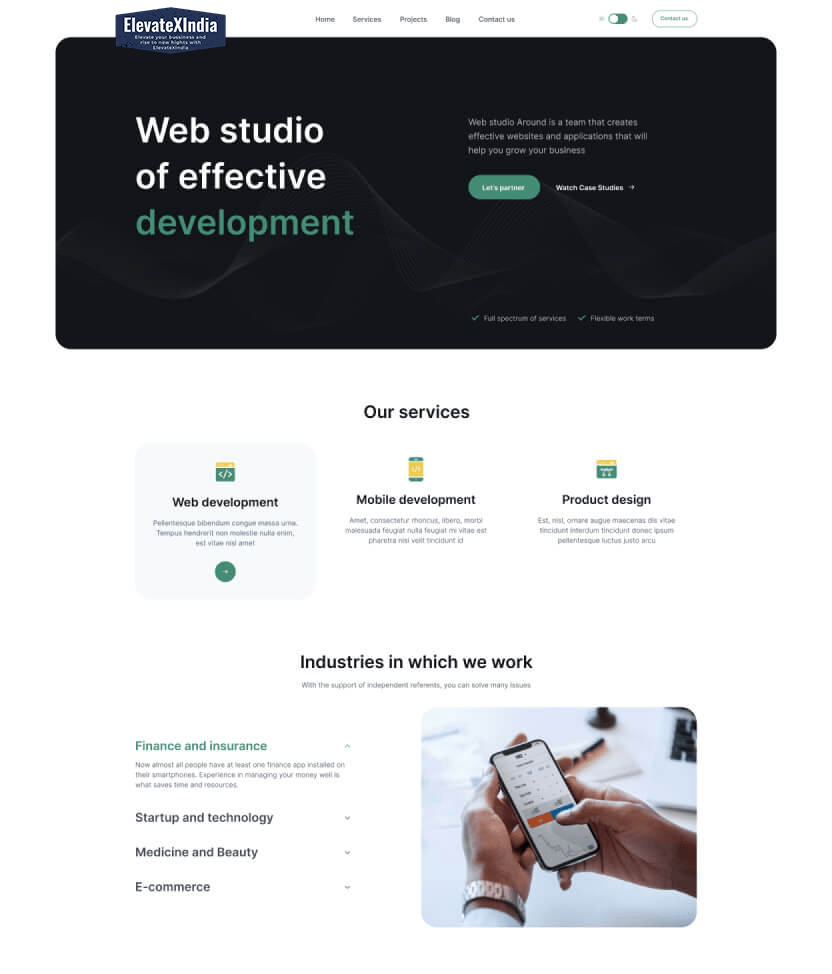 ElevateXIndia
Elevate your bussiness and
rise to new hights with
ElevateXIndia
Home Services Projects Blog Contact us
Contact us
Web studio
of effective
development
Web studio Around is a team that creates
effective websites and applications that will
help you grow your business
Let's partner
Watch Case Studies →
Full spectrum of services
Flexible work terms
Our services
Web development
Pellentesque bibendum congue massa urna.
Tempus hendrerit non molestie nulla enim,
est vitae nisl amet
Mobile development
Amet, consectetur rhoncus, libero, morbi
malesuada feugiat nulla feugiat mi vitae est
pharetra nisi velit tincidunt id
Product design
Est, nisl, ornare augue maecenas dis vitae
tincidunt interdum tincidunt donec ipsum
pellentesque luctus justo arcu
Industries in which we work
With the support of independent referents, you can solve many issues
Finance and insurance
Now almost all people have at least one finance app installed on
their smartphones. Experience in managing your money well is
what saves time and resources.
Startup and technology
Medicine and Beauty
E-commerce